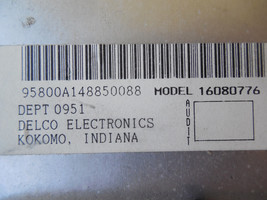 95800A148850088 MODEL 16080776
DEPT 0951
DELCO ELECTRONICS
KOKOMO, INDIANA
AUDIT